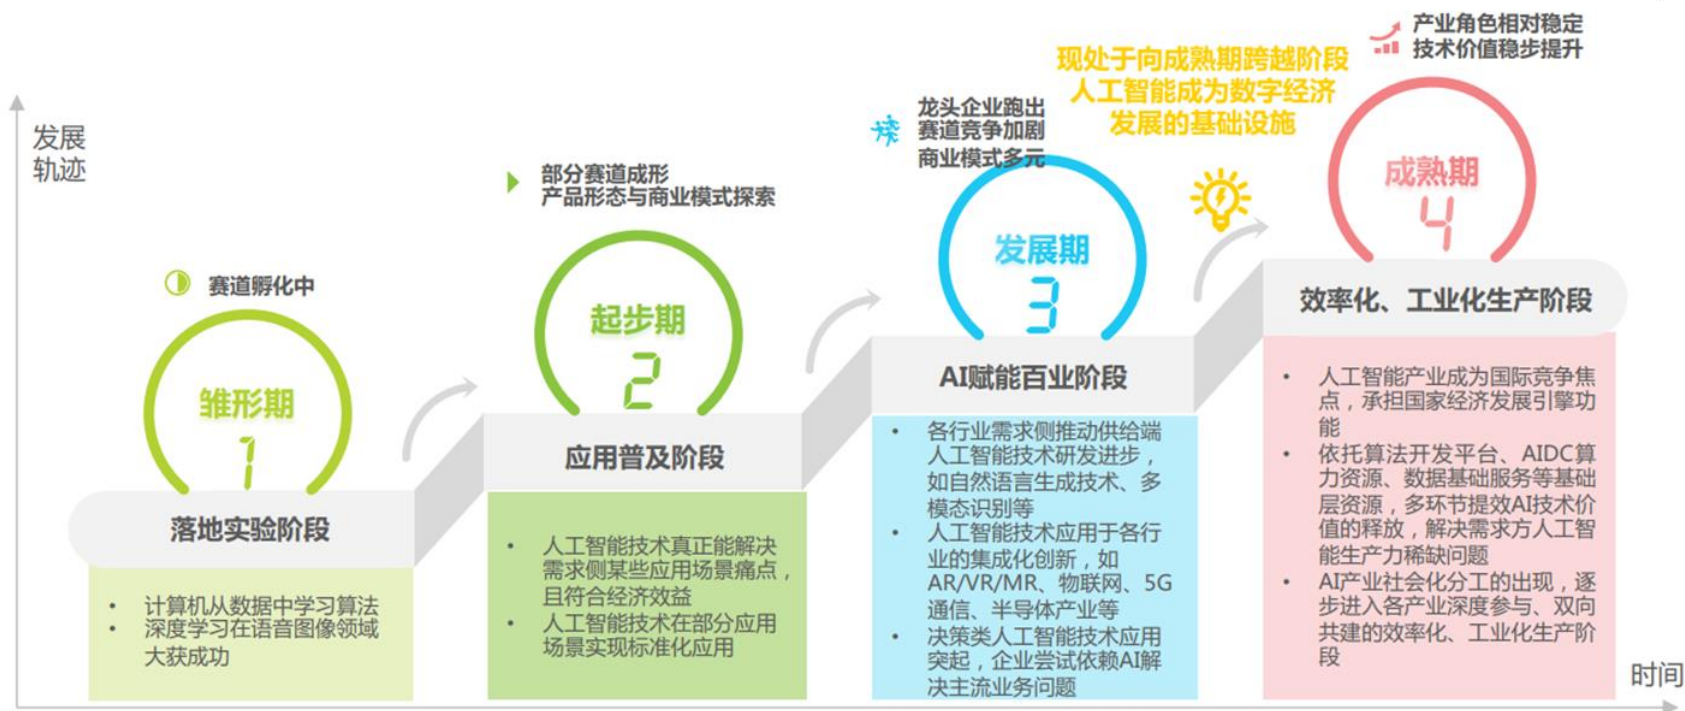 发展
轨迹
赛道孵化中
雏形期
1
落地实验阶段
• 计算机从数据中学习算法
• 深度学习在语音图像领域
大获成功
部分赛道成形
产品形态与商业模式探索
起步期
2
应用普及阶段
• 人工智能技术真正能解决
需求侧某些应用场景痛点，
且符合经济效益
• 人工智能技术在部分应用
场景实现标准化应用
龙头企业跑出
赛道竞争加剧
商业模式多元
发展期
3
AI赋能百业阶段
• 各行业需求侧推动供给端
人工智能技术研发进步，
如自然语言生成技术、多
模态识别等
• 人工智能技术应用于各行
业的集成化创新，如
AR/VR/MR、物联网、5G
通信、半导体产业等
• 决策类人工智能技术应用
突起，企业尝试依赖AI解
决主流业务问题
现处于向成熟期跨越阶段
人工智能成为数字经济
发展的基础设施
产业角色相对稳定
技术价值稳步提升
成熟期
4
效率化、工业化生产阶段
• 人工智能产业成为国际竞争焦
点，承担国家经济发展引擎功
能
• 依托算法开发平台、AIDC算
力资源、数据基础服务等基础
层资源，多环节提效AI技术价
值的释放，解决需求方人工智
能生产力稀缺问题
• AI产业社会化分工的出现，逐
步进入各产业深度参与、双向
共建的效率化、工业化生产阶
段
时间